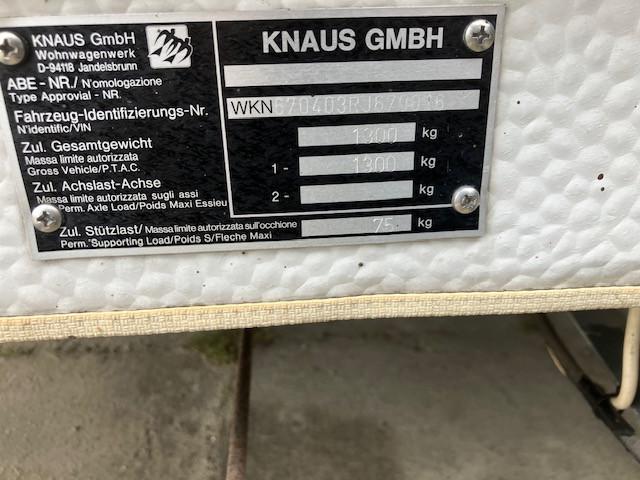 KNAUS GmbH
Wohnwagenwerk
D-94118 Jandelsbrunn
KNAUS GMBH
ABE - NR./ N'omologazione
Type Approvial - NR.
Fahrzeug-Identifizierungs-Nr.
N'identific/VIN
WKN
Zul. Gesamtgewicht
Massa limite autorizzata
Gross Vehicle/P.T.A.C.
1300 kg
Zul. Achslast-Achse
Massa limite autorizzata sugli assi
Perm. Axle Load/Poids Maxi Essieu
1 - 1300 kg
2 - kg
Zul. Stützlast/ Massa limite autorizzata sull'occhione
Perm. Supporting Load/Poids S/Fleche Maxi
75 kg